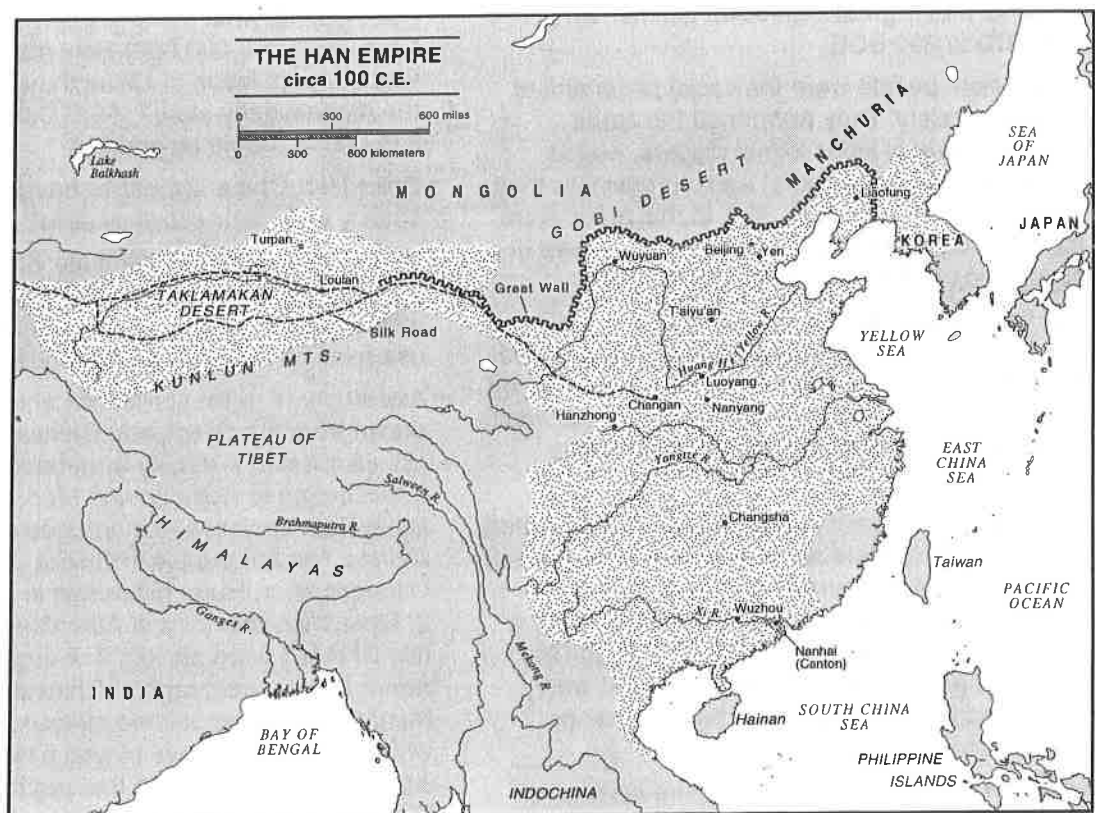 THE HAN EMPIRE
circa 100 C.E.
0 300 600 miles
0 300 600 kilometers
Lake
Balkhash
MONGOLIA
GOBI DESERT
MANCHURIA
SEA
OF
JAPAN
JAPAN
KOREA
Liaotung
Turpan
Loulan
TAKLAMAKAN
DESERT
Silk Road
Great Wall
Wuyuan
Beijing
Yen
T'aiyu'an
Huang H. (Yellow R.)
YELLOW
SEA
KUNLUN MTS
Luoyang
Changan
Nanyang
Hanzhong
PLATEAU OF
TIBET
Salween R.
Yangtze R.
EAST
CHINA
SEA
Brahmaputra R.
HIMALAYAS
Changsha
Taiwan
PACIFIC
OCEAN
Ganges R.
Mekong R.
Xi R.
Wuzhou
Nanhai
(Canton)
INDIA
BAY OF
BENGAL
Hainan
SOUTH CHINA
SEA
PHILIPPINE
ISLANDS
INDOCHINA